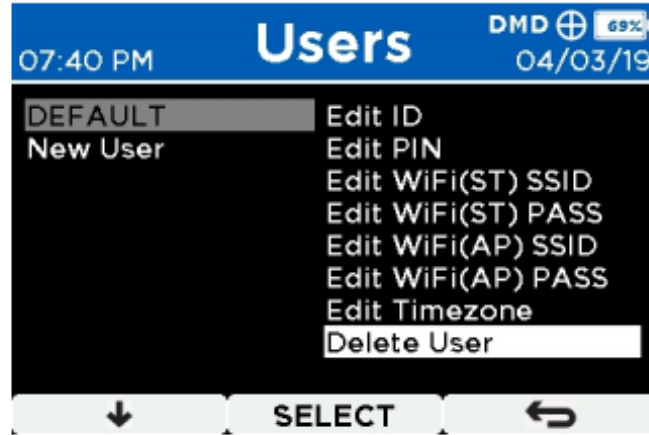 Users
DMD 69%
07:40 PM
04/03/19
DEFAULT
New User
Edit ID
Edit PIN
Edit WiFi(ST) SSID
Edit WiFi(ST) PASS
Edit WiFi(AP) SSID
Edit WiFi(AP) PASS
Edit Timezone
Delete User
SELECT